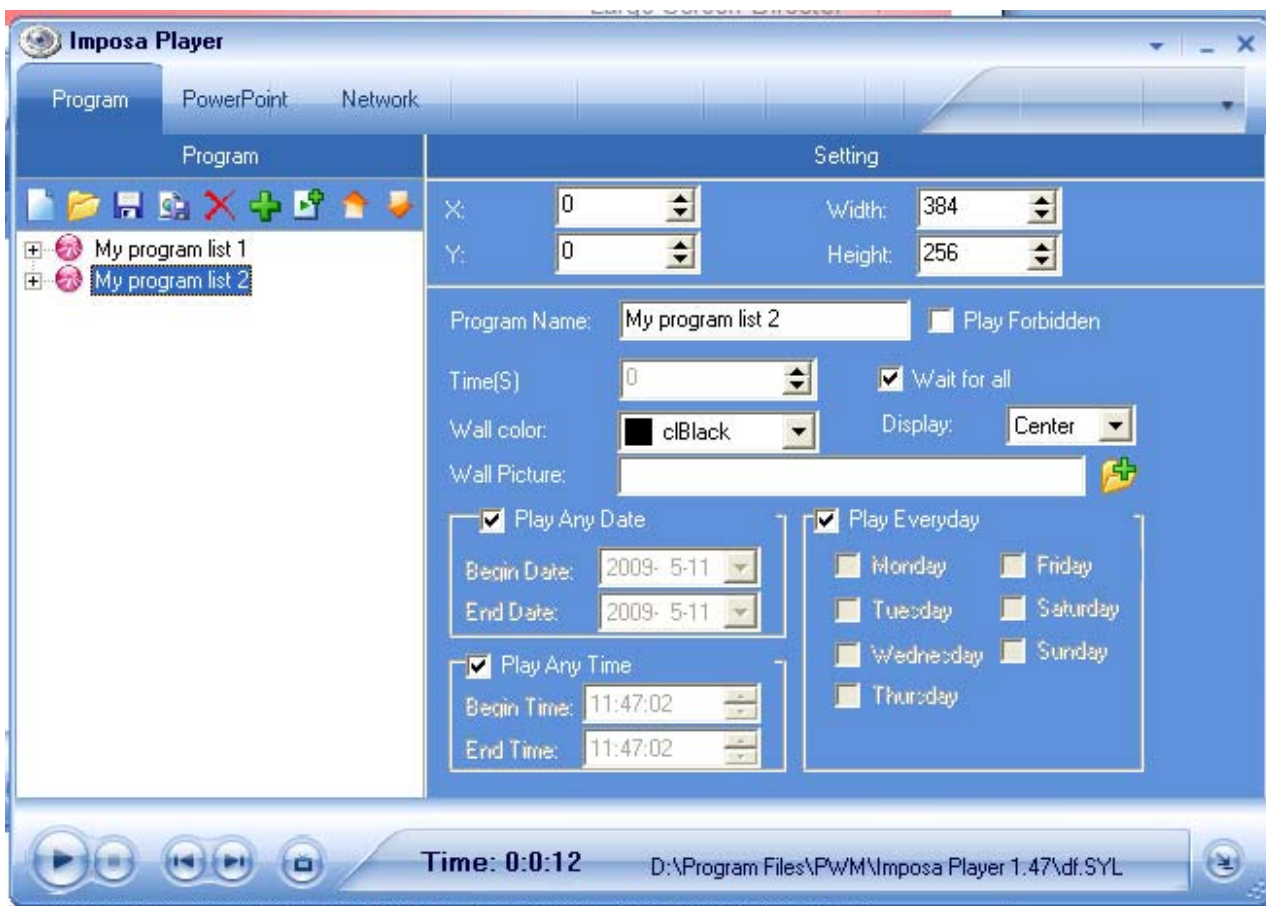 Imposa Player
Program PowerPoint Network
Program Setting
My program list 1
My program list 2
X: 0 Width: 384
Y: 0 Height: 256
Program Name: My program list 2 Play Forbidden
Time(S) 0 Wait for all
Wall color: clBlack Display: Center
Wall Picture:
Play Any Date
Begin Date: 2009- 5-11
End Date: 2009- 5-11
Play Any Time
Begin Time: 11:47:02
End Time: 11:47:02
Play Everyday
Monday Friday
Tuesday Saturday
Wednesday Sunday
Thursday
Time: 0:0:12 D:\Program Files\PWM\Imposa Player 1.47\df.SYL